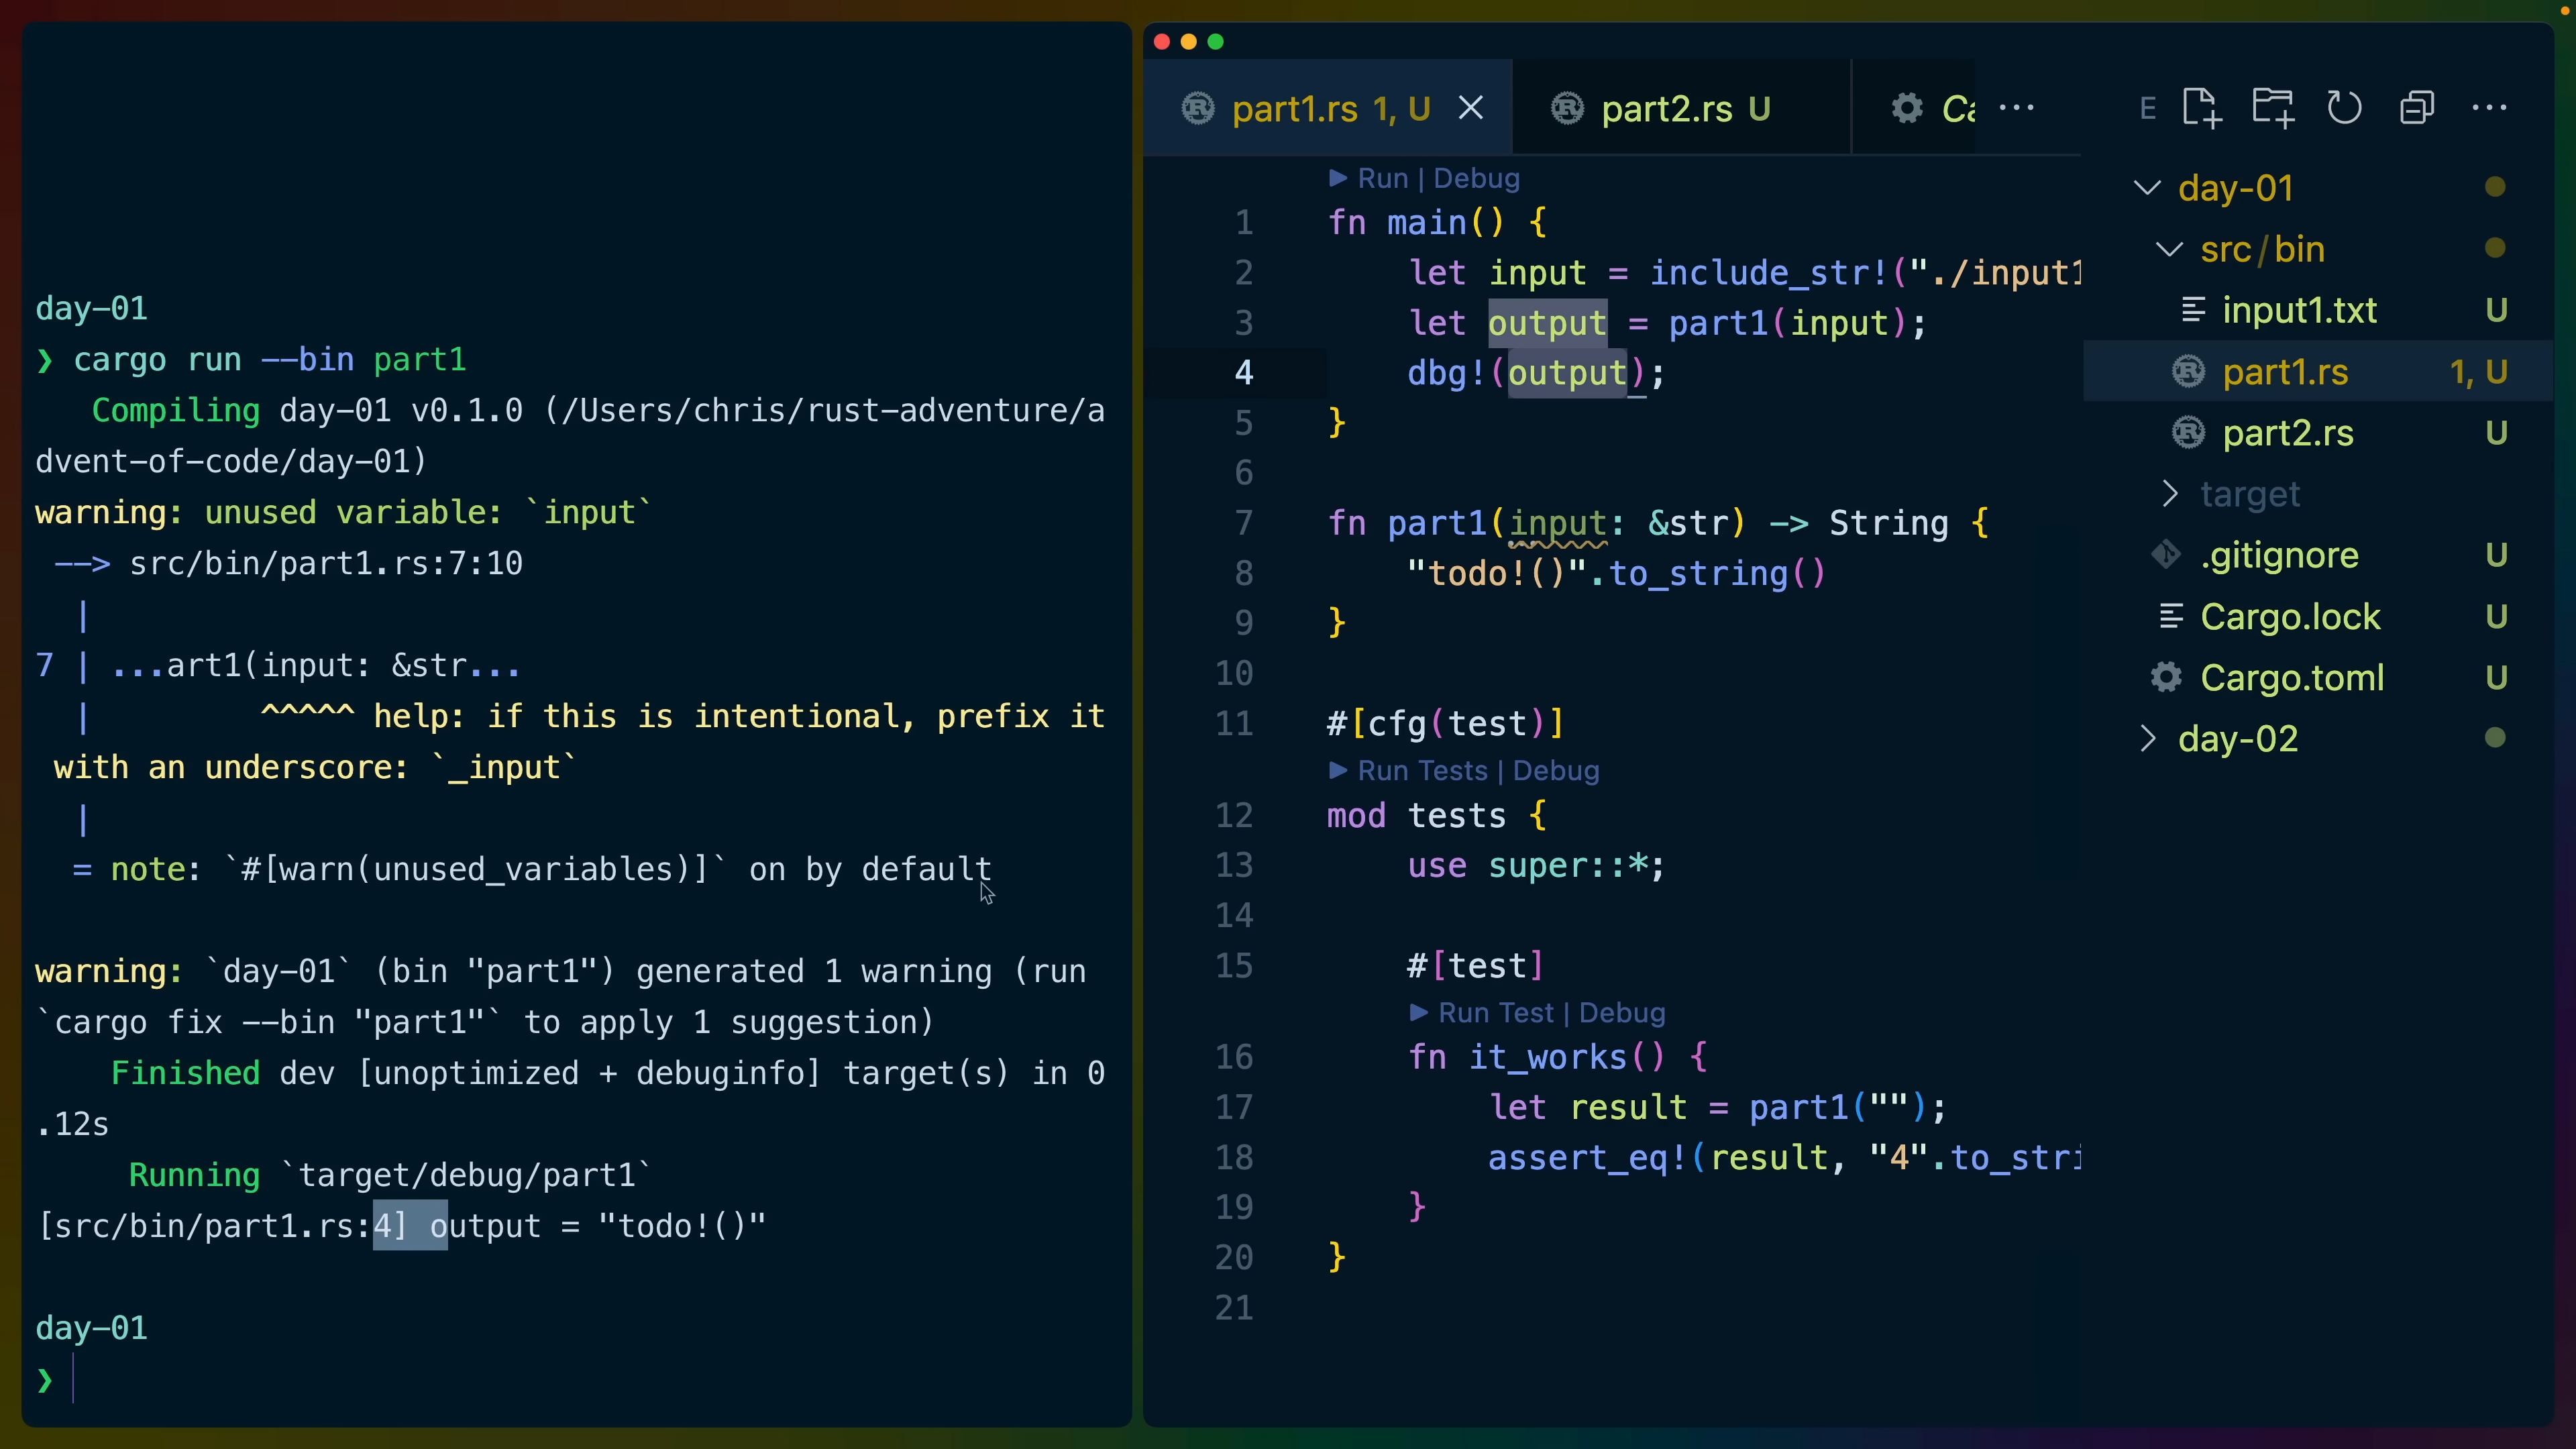 day-01
❯ cargo run --bin part1
   Compiling day-01 v0.1.0 (/Users/chris/rust-adventure/a
dvent-of-code/day-01)
warning: unused variable: `input`
 --> src/bin/part1.rs:7:10
  |
7 | ...art1(input: &str...
  |         ^^^^^ help: if this is intentional, prefix it
 with an underscore: `_input`
  |
  = note: `#[warn(unused_variables)]` on by default
warning: `day-01` (bin "part1") generated 1 warning (run
`cargo fix --bin "part1"` to apply 1 suggestion)
    Finished dev [unoptimized + debuginfo] target(s) in 0
.12s
     Running `target/debug/part1`
[src/bin/part1.rs:4] output = "todo!()"
day-01
❯
part1.rs 1, U
part2.rs U
Ca
Run | Debug
1 fn main() {
2     let input = include_str!("./input1
3     let output = part1(input);
4     dbg!(output);
5 }
6
7 fn part1(input: &str) -> String {
8     "todo!()".to_string()
9 }
10
11 #[cfg(test)]
Run Tests | Debug
12 mod tests {
13     use super::*;
14
15     #[test]
Run Test | Debug
16     fn it_works() {
17         let result = part1("");
18         assert_eq!(result, "4".to_stri
19     }
20 }
21
E
day-01
src/bin
input1.txt U
part1.rs 1, U
part2.rs U
target
.gitignore U
Cargo.lock U
Cargo.toml U
day-02